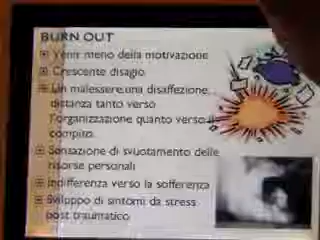 BURN OUT
Venir meno della motivazione
Crescente disagio
Un malessere,una disaffezione,
distanza tanto verso
l'organizzazione quanto verso il
compito.
Sensazione di svuotamento delle
risorse personali
Indifferenza verso la sofferenza
Sviluppo di sintomi da stress
post traumatico